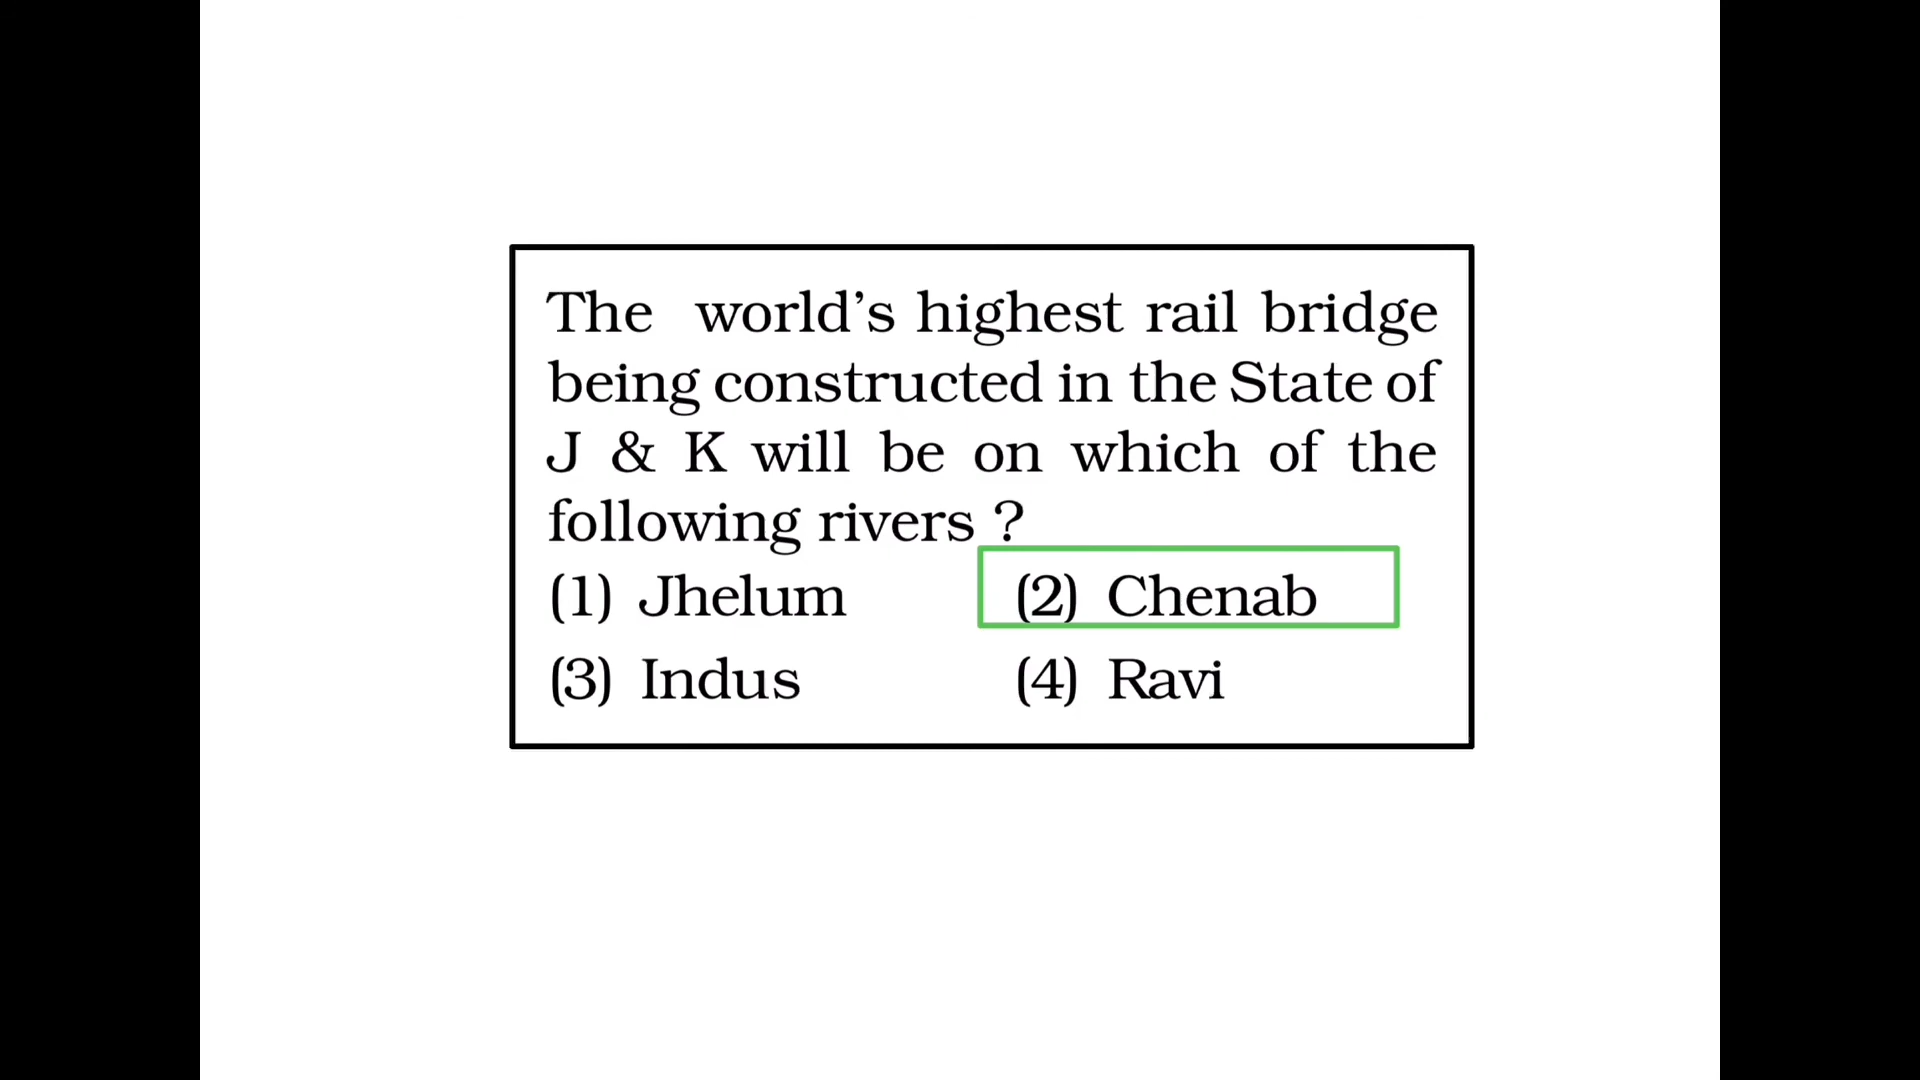 The world’s highest rail bridge
being constructed in the State of
J & K will be on which of the
following rivers ?
(1) Jhelum (2) Chenab
(3) Indus (4) Ravi